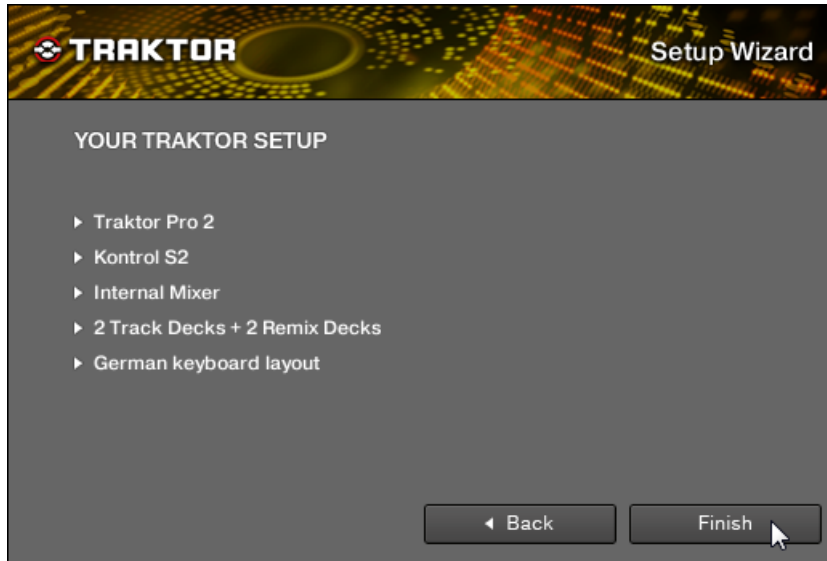 TRAKTOR
Setup Wizard
YOUR TRAKTOR SETUP
Traktor Pro 2
Kontrol S2
Internal Mixer
2 Track Decks + 2 Remix Decks
German keyboard layout
Back
Finish